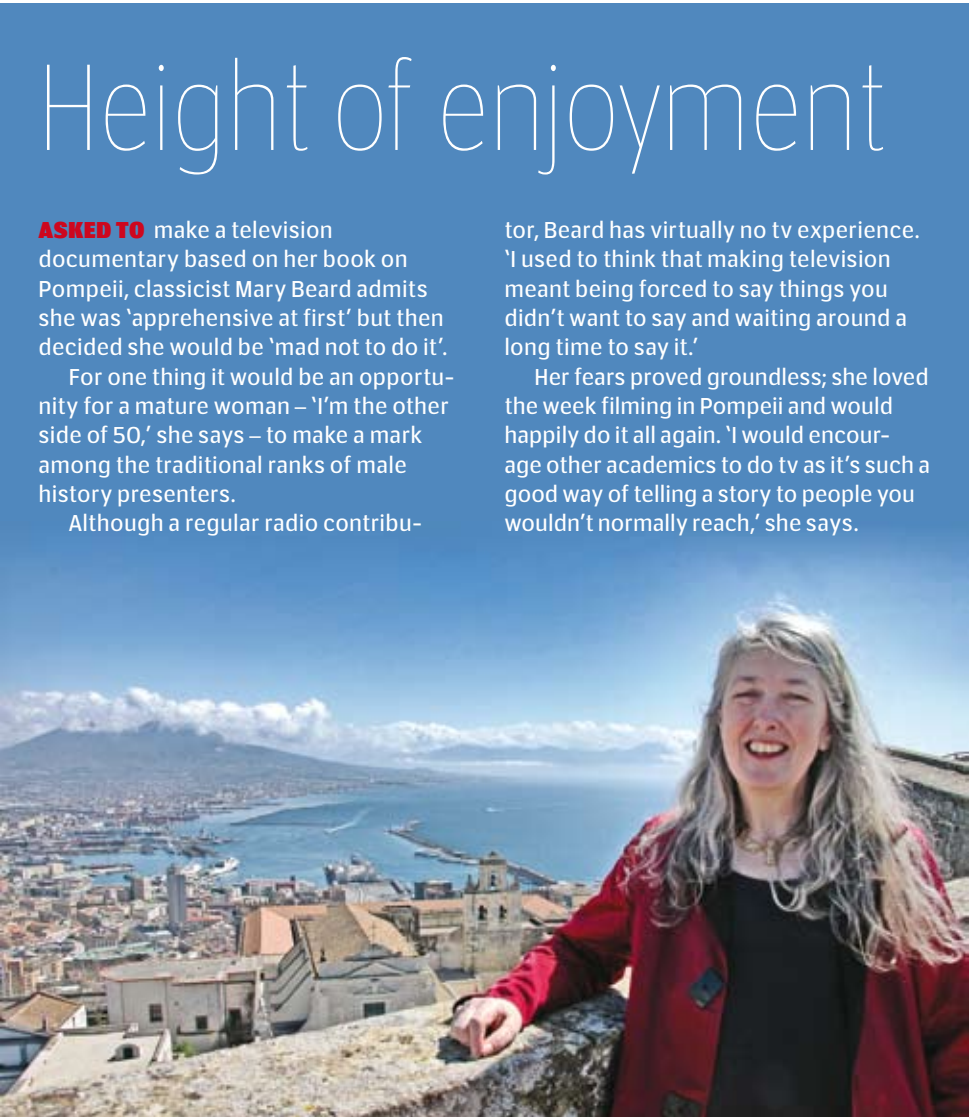 Height of enjoyment
ASKED TO make a television
documentary based on her book on
Pompeii, classicist Mary Beard admits
she was ‘apprehensive at first’ but then
decided she would be ‘mad not to do it’.
For one thing it would be an opportu-
nity for a mature woman – ‘I’m the other
side of 50,’ she says – to make a mark
among the traditional ranks of male
history presenters.
Although a regular radio contribu-
tor, Beard has virtually no tv experience.
‘I used to think that making television
meant being forced to say things you
didn’t want to say and waiting around a
long time to say it.’
Her fears proved groundless; she loved
the week filming in Pompeii and would
happily do it all again. ‘I would encour-
age other academics to do tv as it’s such a
good way of telling a story to people you
wouldn’t normally reach,’ she says.